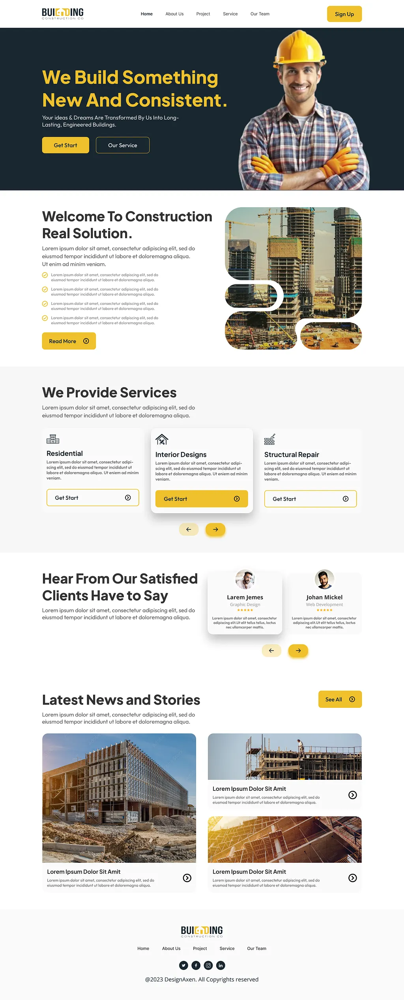 BUILDING
CONSTRUCTION CO
Home
About Us
Project
Service
Our Team
Sign Up
We Build Something
New And Consistent.
Your ideas & Dreams Are Transformed By Us Into Long-
Lasting, Engineered Buildings.
Get Start
Our Service
Welcome To Construction
Real Solution.
Lorem ipsum dolor sit amet, consectetur adipiscing elit, sed do
eiusmod tempor incididunt ut labore et doloremagna aliqua.
Ut enim ad minim veniam.
Lorem ipsum dolor sit amet, consectetur adipiscing elit, sed do
eiusmod tempor incididunt ut labore et doloremagna aliqua.
Lorem ipsum dolor sit amet, consectetur adipiscing elit, sed do
eiusmod tempor incididunt ut labore et doloremagna aliqua.
Lorem ipsum dolor sit amet, consectetur adipiscing elit, sed do
eiusmod tempor incididunt ut labore et doloremagna aliqua.
Lorem ipsum dolor sit amet, consectetur adipiscing elit, sed do
eiusmod tempor incididunt ut labore et doloremagna aliqua.
Read More
We Provide Services
Lorem ipsum dolor sit amet, consectetur adipiscing elit, sed do
eiusmod tempor incididunt ut labore et doloremagna aliqua.
Residential
Lorem ipsum dolor sit amet, consectetur adipi-
scing elit, sed do eiusmod tempor incididunt ut
labore et doloremagna aliqua. Ut eniem ad minim
veniam.
Get Start
Interior Designs
Lorem ipsum dolor sit amet, consectetur adipi-
scing elit, sed do eiusmod tempor incididunt ut
labore et doloremagna aliqua. Ut eniem ad minim
veniam.
Get Start
Structural Repair
Lorem ipsum dolor sit amet, consectetur adipi-
scing elit, sed do eiusmod tempor incididunt ut
labore et doloremagna aliqua. Ut eniem ad minim
veniam.
Get Start
Hear From Our Satisfied
Clients Have to Say
Lorem ipsum dolor sit amet, consectetur adipiscing elit, sed do
eiusmod tempor incididunt ut labore et doloremagna aliqua.
Larem Jemes
Graphic Design
Lorem ipsum dolor sit amet, consectetur
adipiscing elit.Ut elit tellus tellus, loctus
nec ullamcorper mattis.
Johan Mickel
Web Development
Lorem ipsum dolor sit amet, consectetur
adipiscing elit.Ut elit tellus tellus, loctus
nec ullamcorper mattis.
Latest News and Stories
Lorem ipsum dolor sit amet, consectetur adipiscing elit, sed do
eiusmod tempor incididunt ut labore et doloremagna aliqua.
See All
Lorem Ipsum Dolor Sit Amit
Lorem ipsum dolor sit amet, consectetur adipiscing elit, sed do
eiusmod tempor incididunt ut labore et doloremagna aliqua.
Lorem Ipsum Dolor Sit Amit
Lorem ipsum dolor sit amet, consectetur adipiscing elit, sed do
eiusmod tempor incididunt ut labore et doloremagna aliqua.
Lorem Ipsum Dolor Sit Amit
Lorem ipsum dolor sit amet, consectetur adipiscing elit, sed do
eiusmod tempor incididunt ut labore et doloremagna aliqua.
BUILDING
CONSTRUCTION CO
Home
About Us
Project
Service
Our Team
@2023 DesignAxen. All Copyrights reserved